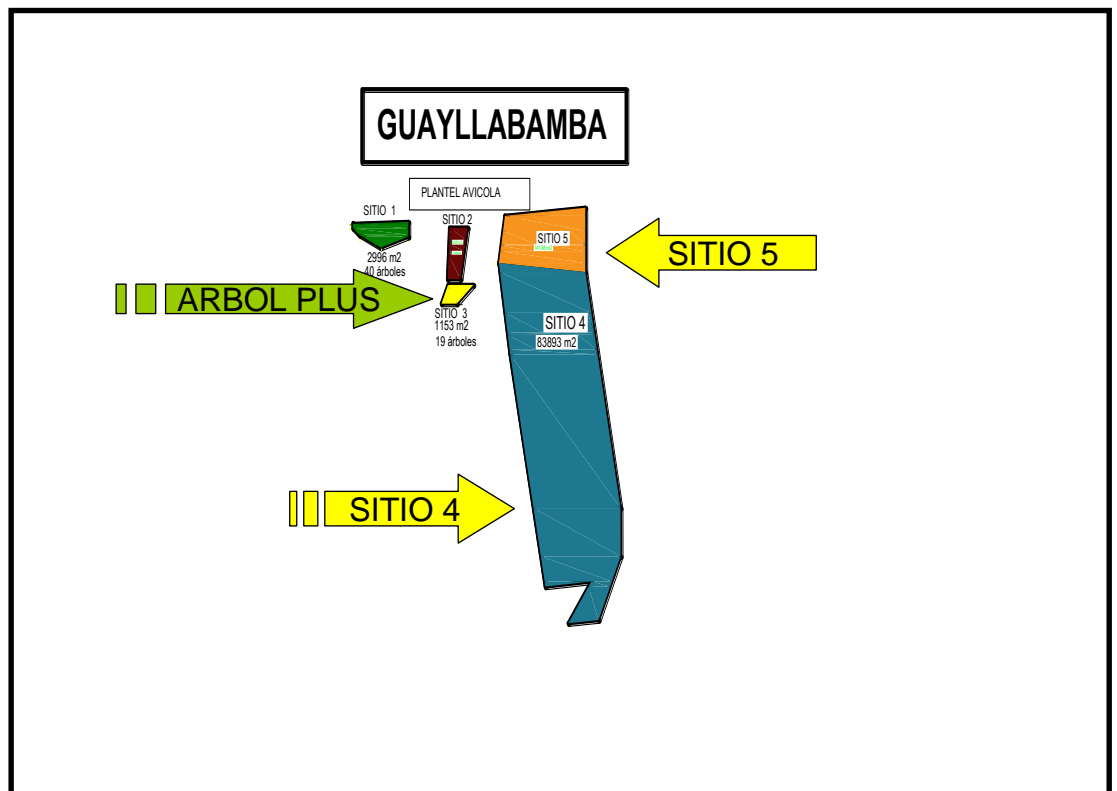 GUAYLLABAMBA
PLANTEL AVICOLA
SITIO 1
2996 m2
40 árboles
SITIO 2
SITIO 3
1153 m2
19 árboles
ARBOL PLUS
SITIO 5
SITIO 5
SITIO 4
83893 m2
SITIO 4